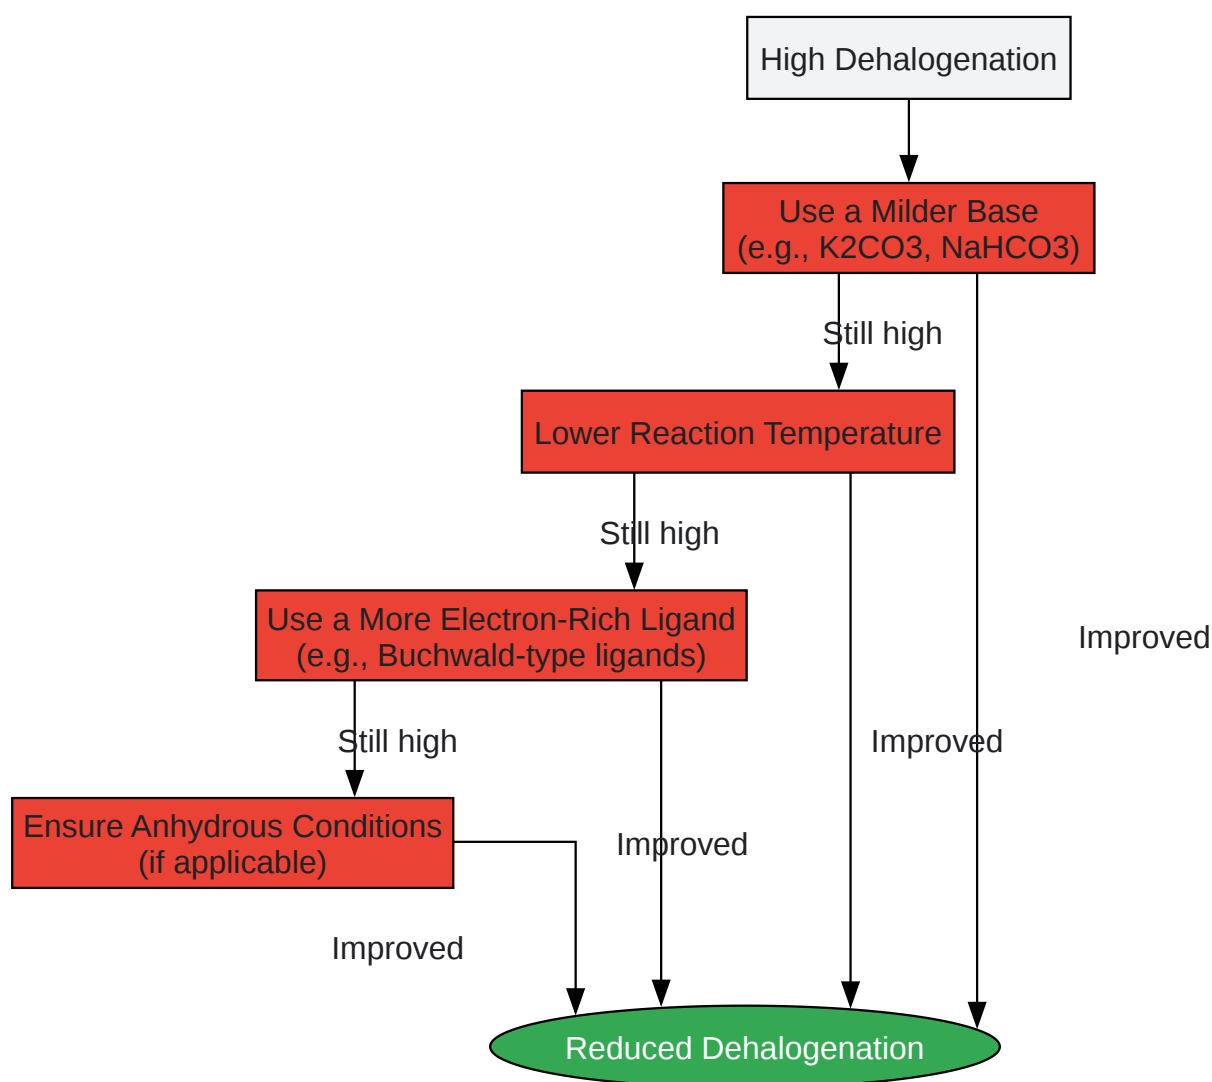 High Dehalogenation
Use a Milder Base
(e.g., K2CO3, NaHCO3)
Still high
Lower Reaction Temperature
Still high
Use a More Electron-Rich Ligand
(e.g., Buchwald-type ligands)
Improved
Still high
Improved
Ensure Anhydrous Conditions
(if applicable)
Improved
Improved
Reduced Dehalogenation